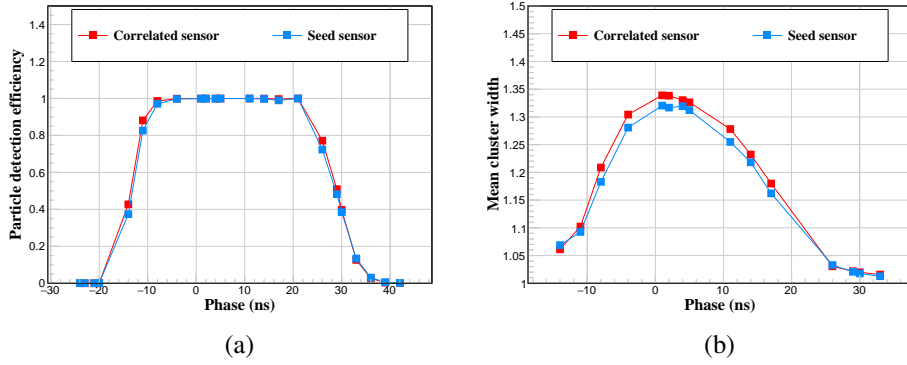 Correlated sensor Seed sensor
Particle detection efficiency
1.4
1.2
1
0.8
0.6
0.4
0.2
0
−30 −20 −10 0 10 20 30 40
Phase (ns)
(a)
Correlated sensor Seed sensor
Mean cluster width
1.5
1.45
1.4
1.35
1.3
1.25
1.2
1.15
1.1
1.05
1
−10 0 10 20 30
Phase (ns)
(b)